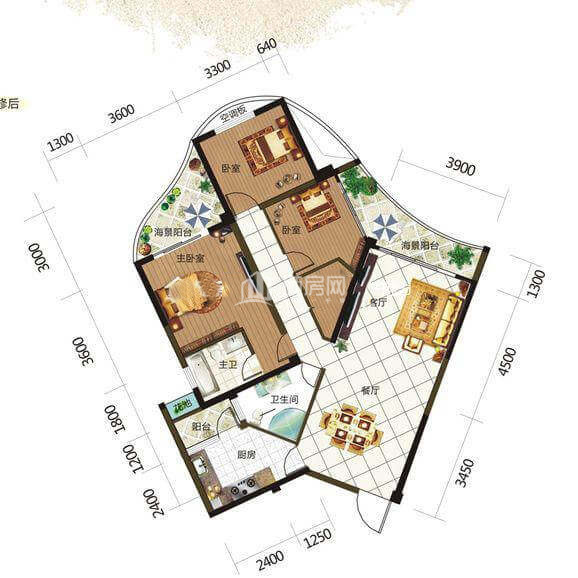 640
3300
3600
1300
修后
空调板
卧室
3900
卧室
海景阳台
海景阳台
3000
主卧室
房网
客厅
1300
3600
主卫
4500
餐厅
花池
卫生间
1800
阳台
厨房
1200
3450
2400
1250
2400